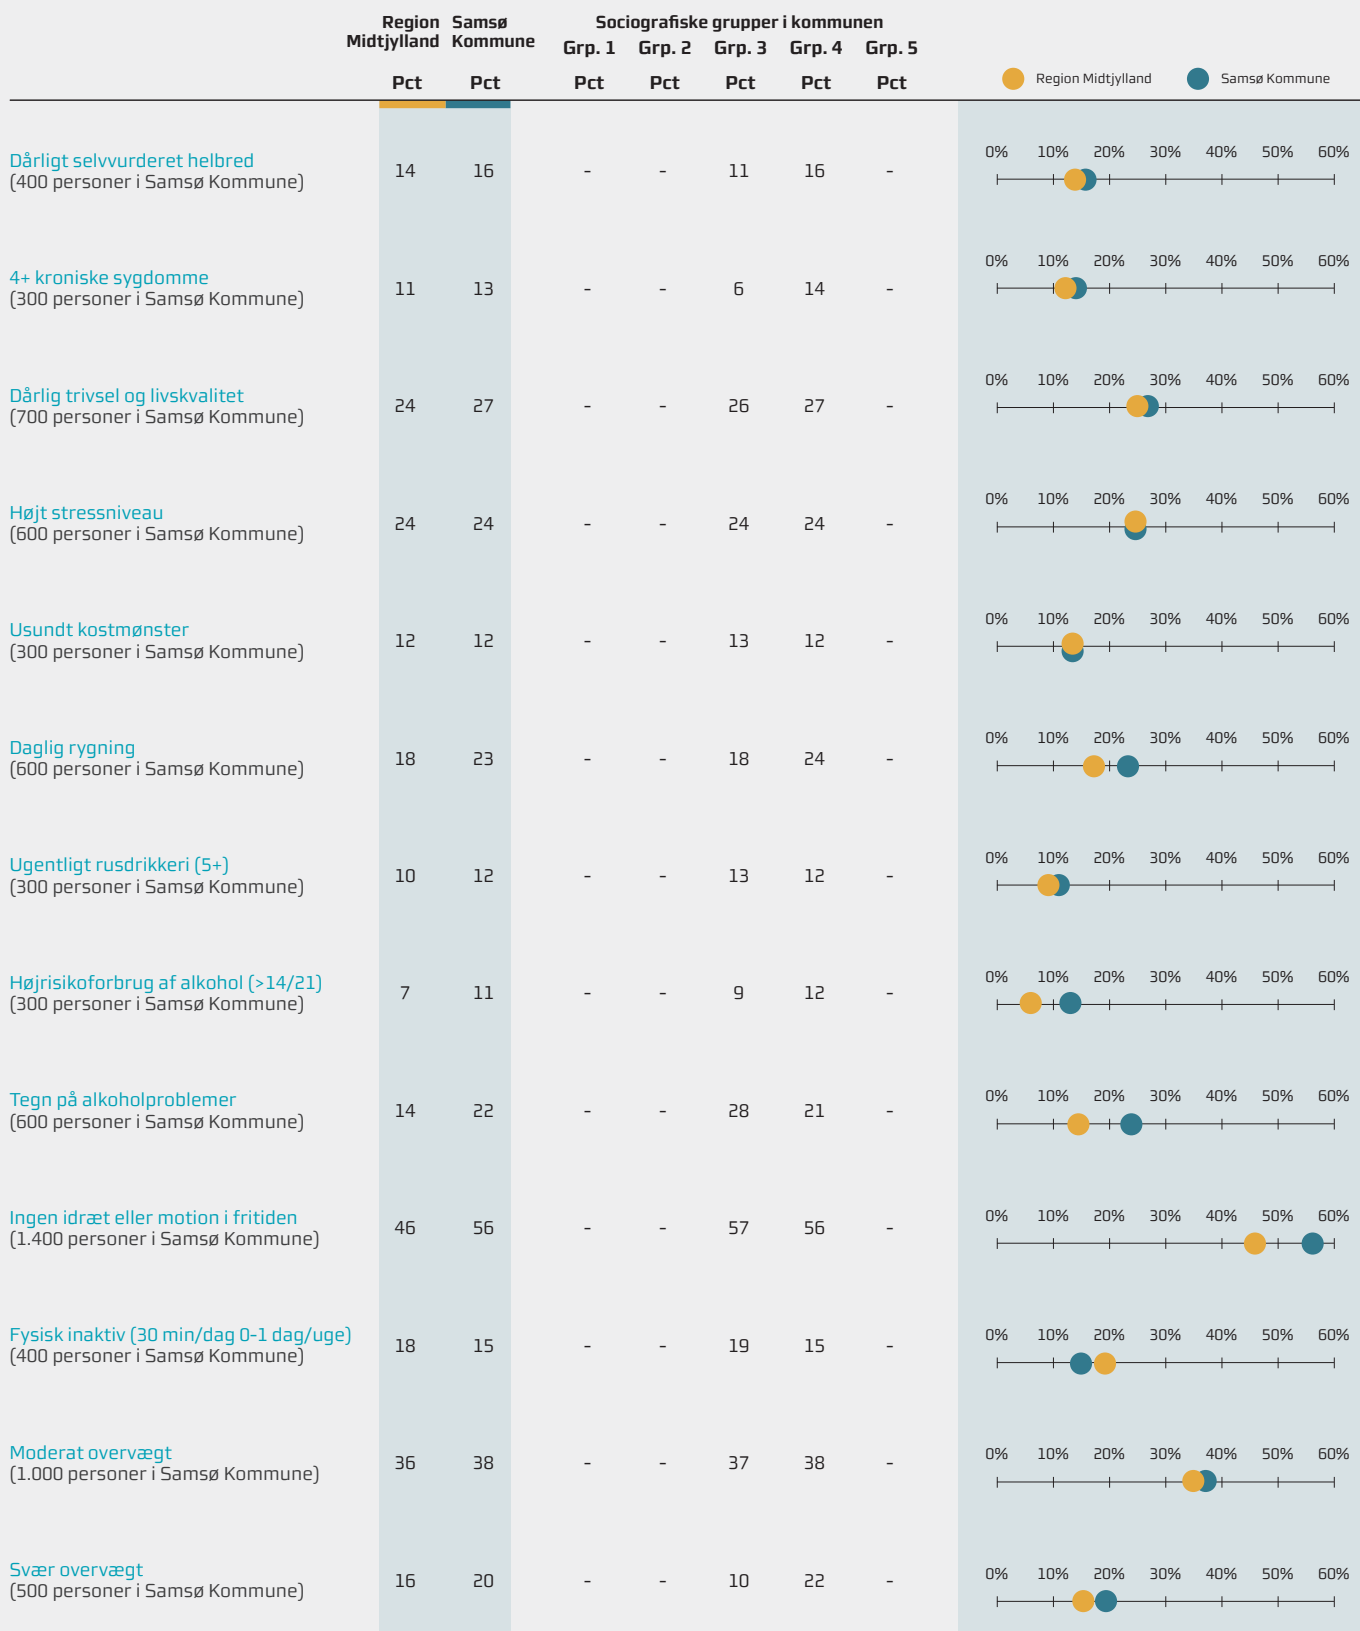 Region Samsø Sociografiske grupper i kommunen
Midtjylland Kommune Grp. 1 Grp. 2 Grp. 3 Grp. 4 Grp. 5
Pct Pct Pct Pct Pct Pct Pct Region Midtjylland Samsø Kommune
Dårligt selvvurderet helbred
(400 personer i Samsø Kommune)
14 16 - - 11 16 -
0% 10% 20% 30% 40% 50% 60%
4+ kroniske sygdomme
(300 personer i Samsø Kommune)
11 13 - - 6 14 -
0% 10% 20% 30% 40% 50% 60%
Dårlig trivsel og livskvalitet
(700 personer i Samsø Kommune)
24 27 - - 26 27 -
0% 10% 20% 30% 40% 50% 60%
Højt stressniveau
(600 personer i Samsø Kommune)
24 24 - - 24 24 -
0% 10% 20% 30% 40% 50% 60%
Usundt kostmønster
(300 personer i Samsø Kommune)
12 12 - - 13 12 -
0% 10% 20% 30% 40% 50% 60%
Daglig rygning
(600 personer i Samsø Kommune)
18 23 - - 18 24 -
0% 10% 20% 30% 40% 50% 60%
Ugentligt rusdrikkeri (5+)
(300 personer i Samsø Kommune)
10 12 - - 13 12 -
0% 10% 20% 30% 40% 50% 60%
Højrisikoforbrug af alkohol (>14/21)
(300 personer i Samsø Kommune)
7 11 - - 9 12 -
0% 10% 20% 30% 40% 50% 60%
Tegn på alkoholproblemer
(600 personer i Samsø Kommune)
14 22 - - 28 21 -
0% 10% 20% 30% 40% 50% 60%
Ingen idræt eller motion i fritiden
(1.400 personer i Samsø Kommune)
46 56 - - 57 56 -
0% 10% 20% 30% 40% 50% 60%
Fysisk inaktiv (30 min/dag 0-1 dag/uge)
(400 personer i Samsø Kommune)
18 15 - - 19 15 -
0% 10% 20% 30% 40% 50% 60%
Moderat overvægt
(1.000 personer i Samsø Kommune)
36 38 - - 37 38 -
0% 10% 20% 30% 40% 50% 60%
Svær overvægt
(500 personer i Samsø Kommune)
16 20 - - 10 22 -
0% 10% 20% 30% 40% 50% 60%